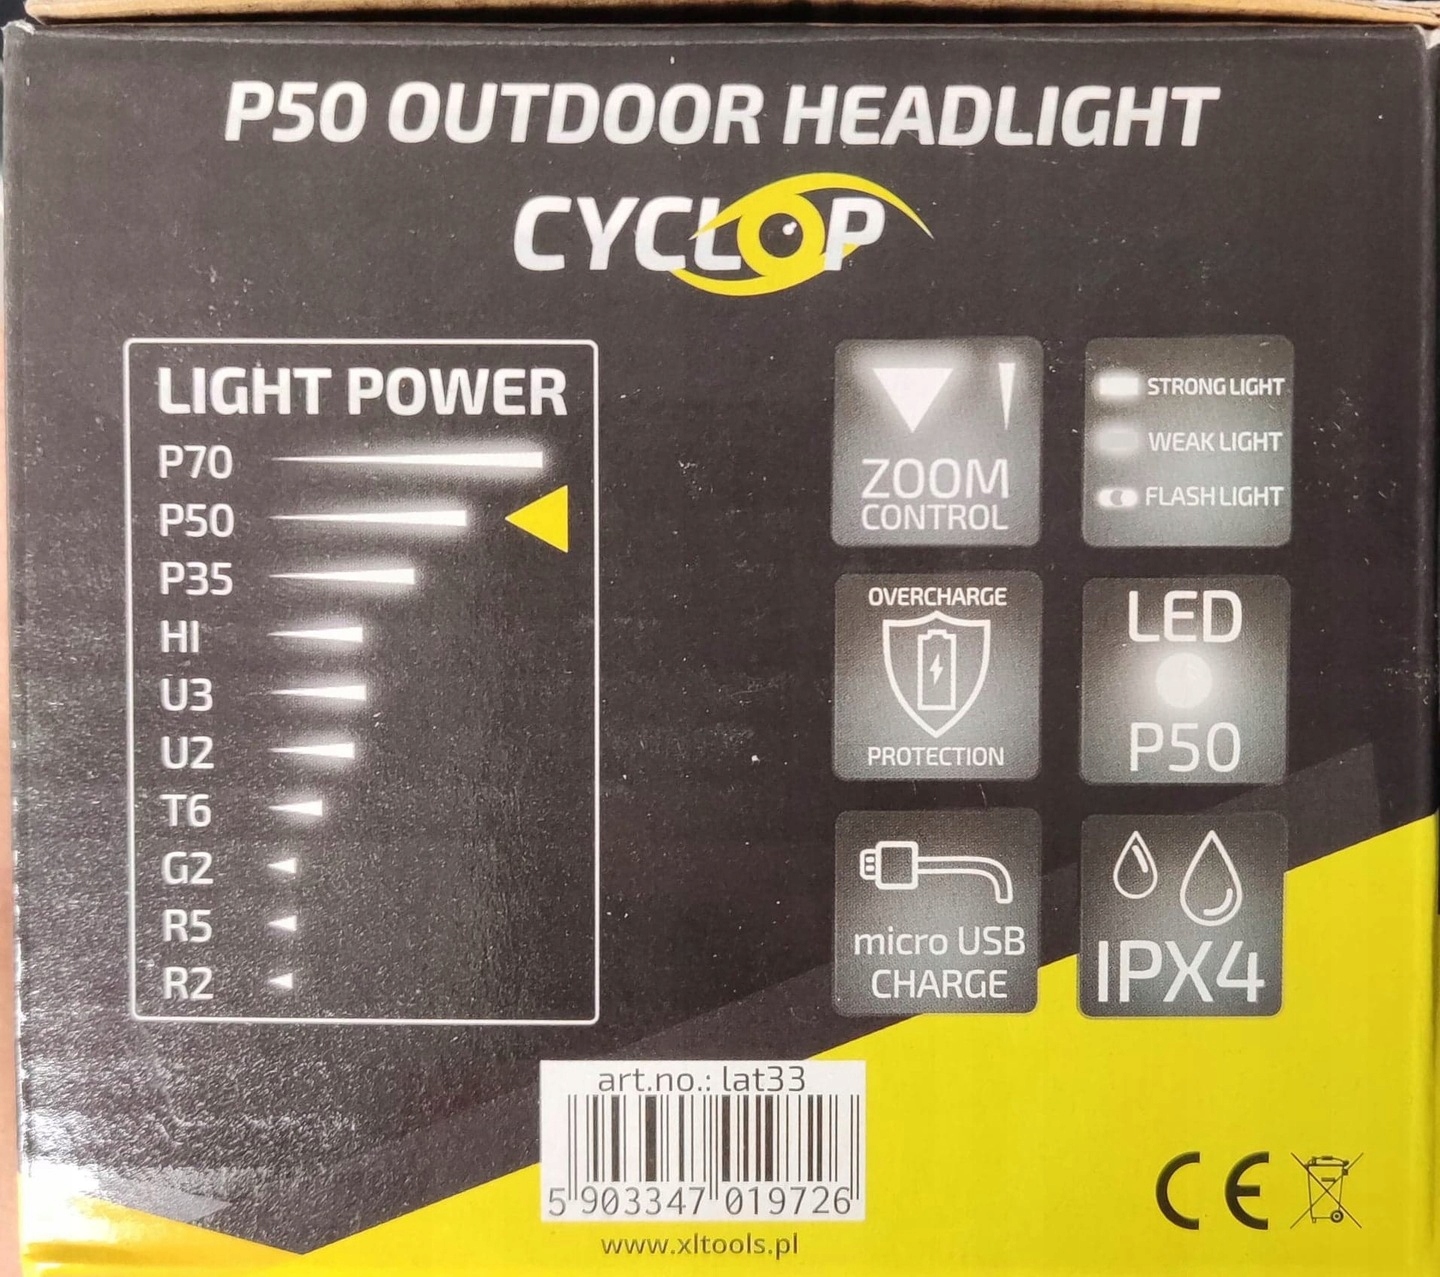 P50 OUTDOOR HEADLIGHT
CYCLOP
LIGHT POWER
P70
P50
P35
HI
U3
U2
T6
G2
R5
R2
ZOOM
CONTROL
STRONG LIGHT
WEAK LIGHT
FLASH LIGHT
OVERCHARGE
PROTECTION
LED
P50
micro USB
CHARGE
IPX4
art.no.: lat33
5 903347 019726
www.xltools.pl
CE